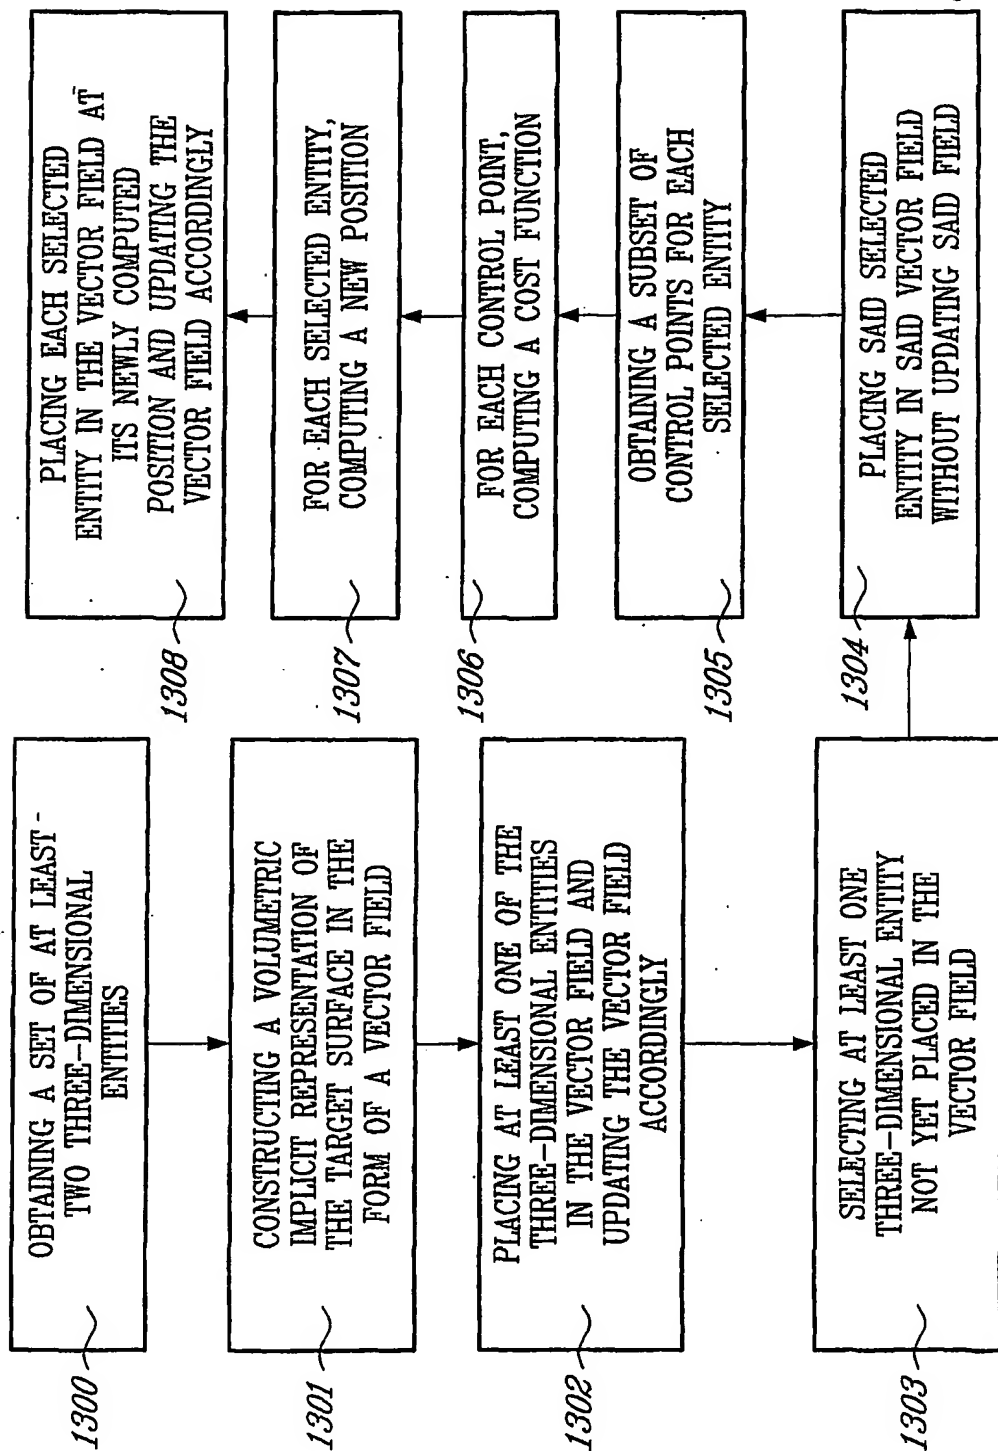 OBTAINING A SET OF AT LEAST-
TWO THREE-DIMENSIONAL
ENTITIES
1300
CONSTRUCTING A VOLUMETRIC
IMPLICIT REPRESENTATION OF
THE TARGET SURFACE IN THE
FORM OF A VECTOR FIELD
1301
PLACING AT LEAST ONE OF THE
THREE-DIMENSIONAL ENTITIES
IN THE VECTOR FIELD AND
UPDATING THE VECTOR FIELD
ACCORDINGLY
1302
SELECTING AT LEAST ONE
THREE-DIMENSIONAL ENTITY
NOT YET PLACED IN THE
VECTOR FIELD
1303
PLACING SAID SELECTED
ENTITY IN SAID VECTOR FIELD
WITHOUT UPDATING SAID FIELD
1304
OBTAINING A SUBSET OF
CONTROL POINTS FOR EACH
SELECTED ENTITY
1305
FOR EACH CONTROL POINT,
COMPUTING A COST FUNCTION
1306
FOR EACH SELECTED ENTITY,
COMPUTING A NEW POSITION
1307
PLACING EACH SELECTED
ENTITY IN THE VECTOR FIELD AT
ITS NEWLY COMPUTED
POSITION AND UPDATING THE
VECTOR FIELD ACCORDINGLY
1308